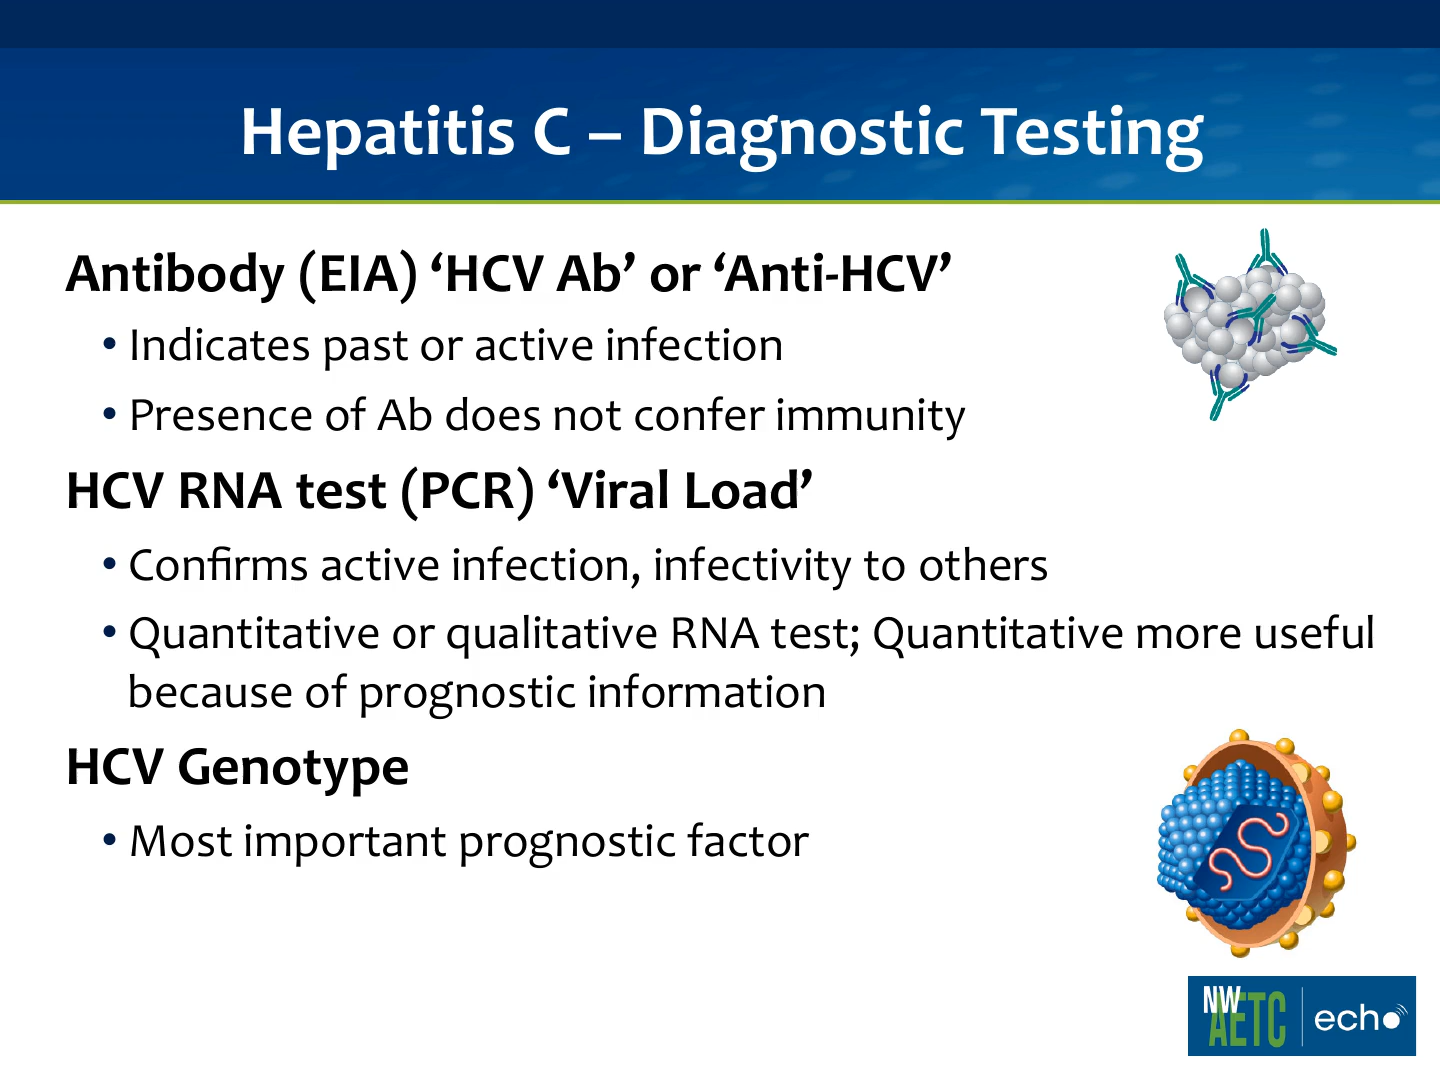 Hepatitis C – Diagnostic Testing
Antibody (EIA) ‘HCV Ab’ or ‘Anti-HCV’
• Indicates past or active infection
• Presence of Ab does not confer immunity
HCV RNA test (PCR) ‘Viral Load’
• Confirms active infection, infectivity to others
• Quantitative or qualitative RNA test; Quantitative more useful
because of prognostic information
HCV Genotype
• Most important prognostic factor
NW
AETC
echo